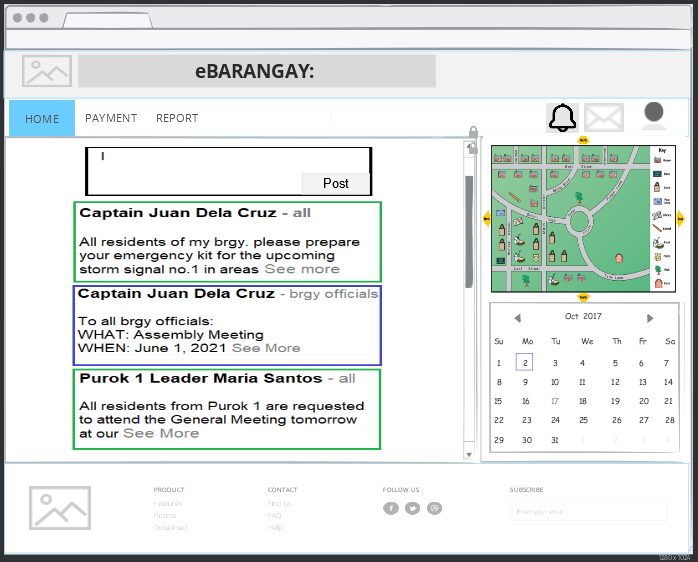 eBARANGAY:
HOME PAYMENT REPORT
Post
Captain Juan Dela Cruz - all
All residents of my brgy. please prepare
your emergency kit for the upcoming
storm signal no.1 in areas See more
Captain Juan Dela Cruz - brgy officials
To all brgy officials:
WHAT: Assembly Meeting
WHEN: June 1, 2021 See More
Purok 1 Leader Maria Santos - all
All residents from Purok 1 are requested
to attend the General Meeting tomorrow
at our See More
Key
Oct 2017
Su Mo Tu We Th Fr Sa
1 2 3 4 5 6 7
8 9 10 11 12 13 14
15 16 17 18 19 20 21
22 23 24 25 26 27 28
29 30 31 1 2 3 4
PRODUCT
Features
Promo
Download
CONTACT
Find us
FAQ
Help
FOLLOW US
SUBSCRIBE
Enter your email
1280 x 1024